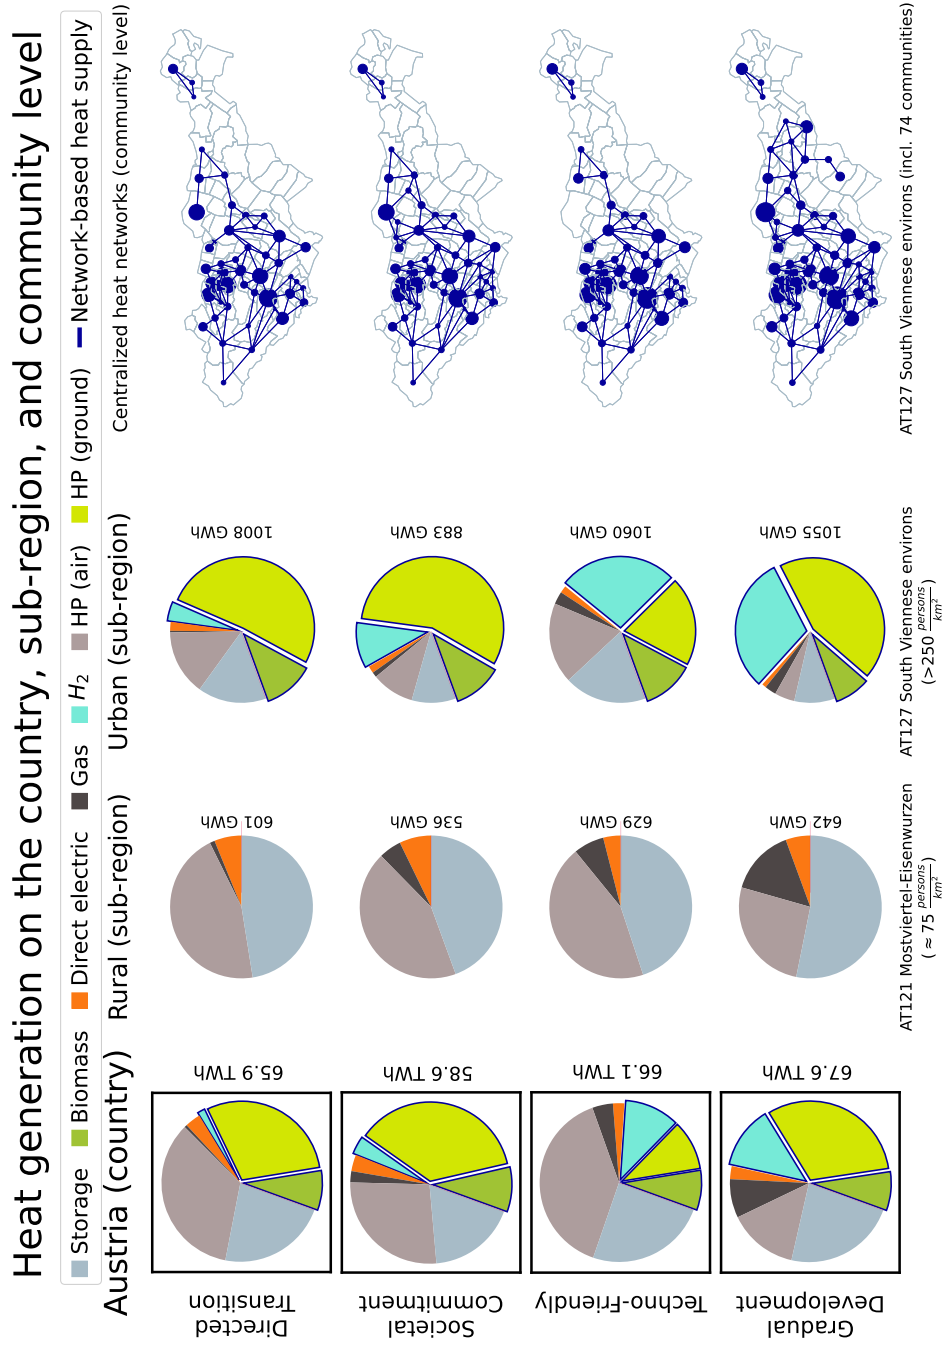 Heat generation on the country, sub-region, and community level
Storage Biomass Direct electric Gas H₂ HP (air) HP (ground) Network-based heat supply
Austria (country) Rural (sub-region) Urban (sub-region) Centralized heat networks (community level)
Directed
Transition
65.9 TWh
601 GWh
1008 GWh
Societal
Commitment
58.6 TWh
536 GWh
883 GWh
Techno-Friendly
66.1 TWh
629 GWh
1060 GWh
Gradual
Development
67.6 TWh
642 GWh
1055 GWh
AT121 Mostviertel-Eisenwurzen
(≈75 persons/km²)
AT127 South Viennese environs
(>250 persons/km²)
AT127 South Viennese environs (incl. 74 communities)